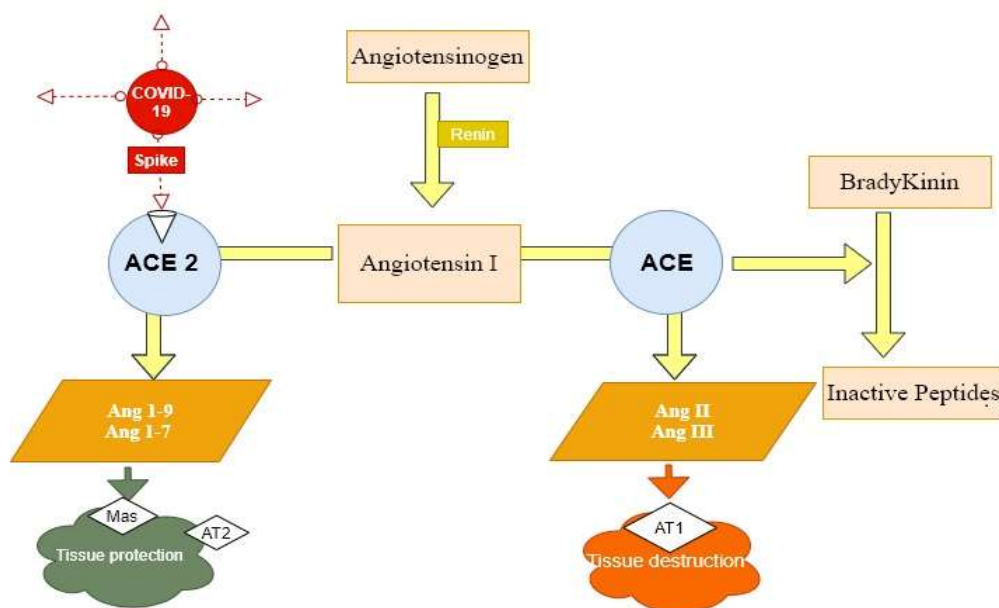 COVID-
19
Spike
Angiotensinogen
Renin
BradyKinin
ACE 2
Angiotensin I
ACE
Ang 1-9
Ang 1-7
Ang II
Ang III
Inactive Peptides.
Mas
AT2
Tissue protection
AT1
Tissue destruction